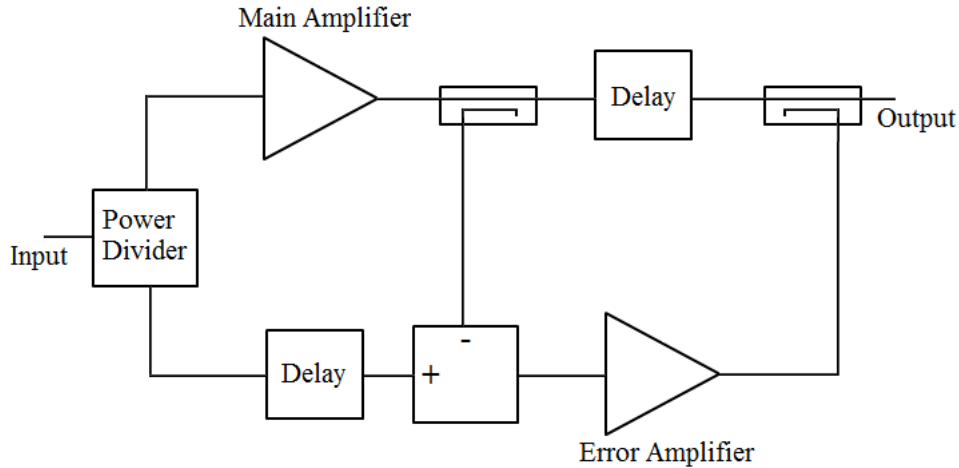 Main Amplifier
Delay
Output
Power
Divider
Input
-
Delay
+
Error Amplifier